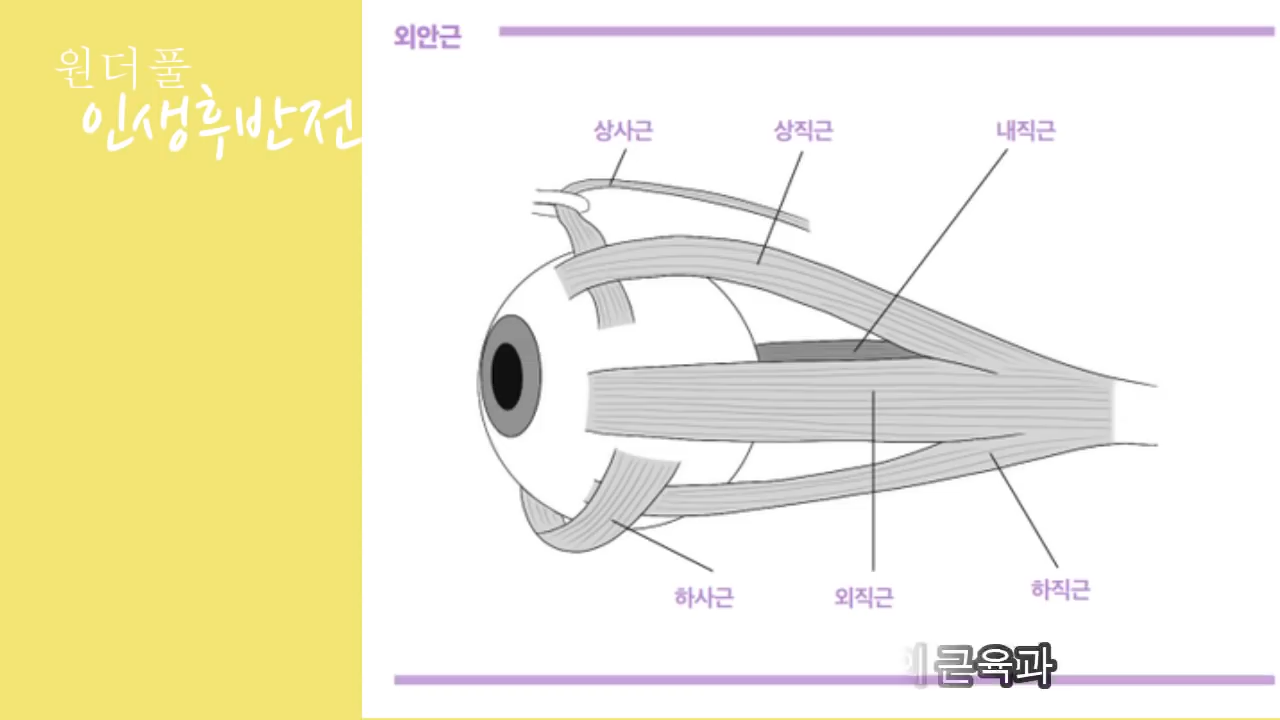 원더풀
인생후반전
외안근
상사근
상직근
내직근
하사근
외직근
하직근
근육과